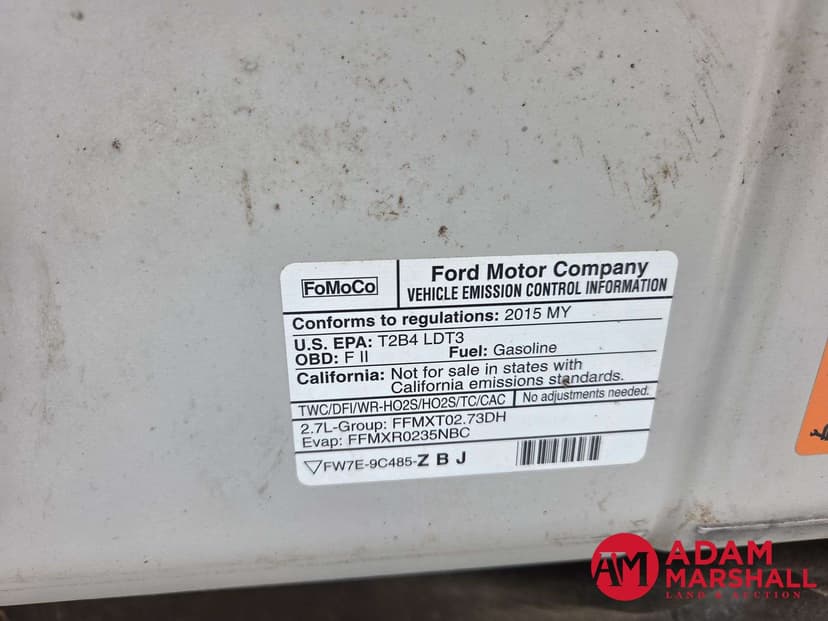 FoMoCo
Ford Motor Company
VEHICLE EMISSION CONTROL INFORMATION
Conforms to regulations: 2015 MY
U.S. EPA: T2B4 LDT3
OBD: F II Fuel: Gasoline
California: Not for sale in states with
California emissions standards.
TWC/DFI/WR-HO2S/HO2S/TC/CAC No adjustments needed.
2.7L-Group: FFMXT02.73DH
Evap: FFMXR0235NBC
FW7E-9C485-Z B J
AM ADAM
MARSHALL
LAND & AUCTION